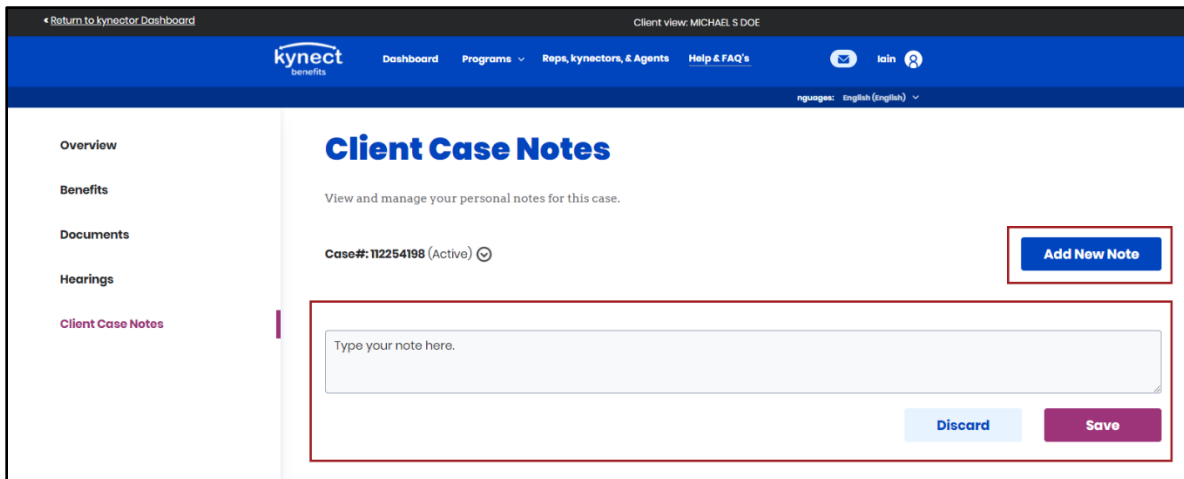 Return to kynector Dashboard
Client view: MICHAEL S DOE
kynect
benefits
Dashboard Programs Reps, kynectors, & Agents Help & FAQ's Iain
nguages: English (English)
Overview
Benefits
Documents
Hearings
Client Case Notes
Client Case Notes
View and manage your personal notes for this case.
Case#: 112254198 (Active)
Add New Note
Type your note here.
Discard Save